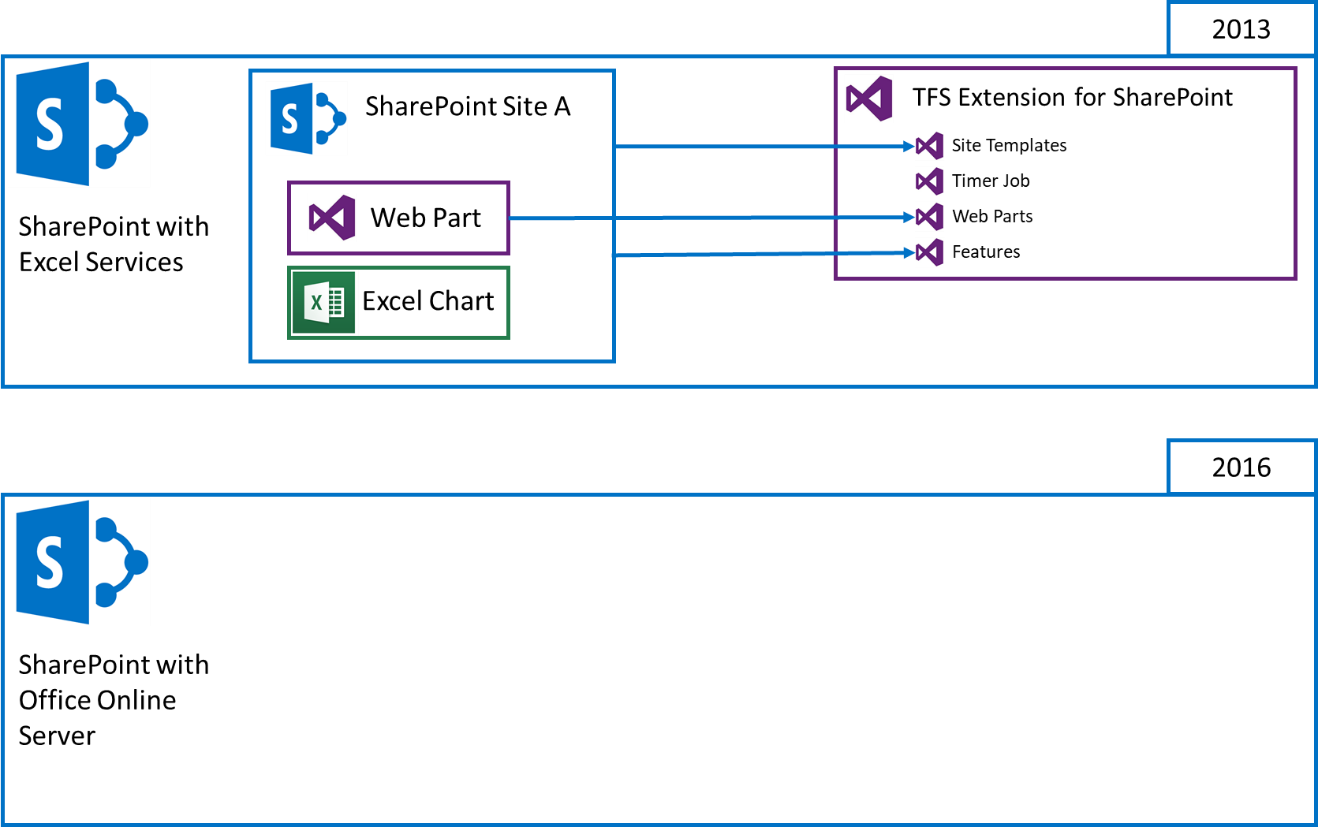 2013
SharePoint with
Excel Services
SharePoint Site A
Web Part
Excel Chart
TFS Extension for SharePoint
Site Templates
Timer Job
Web Parts
Features
2016
SharePoint with
Office Online
Server